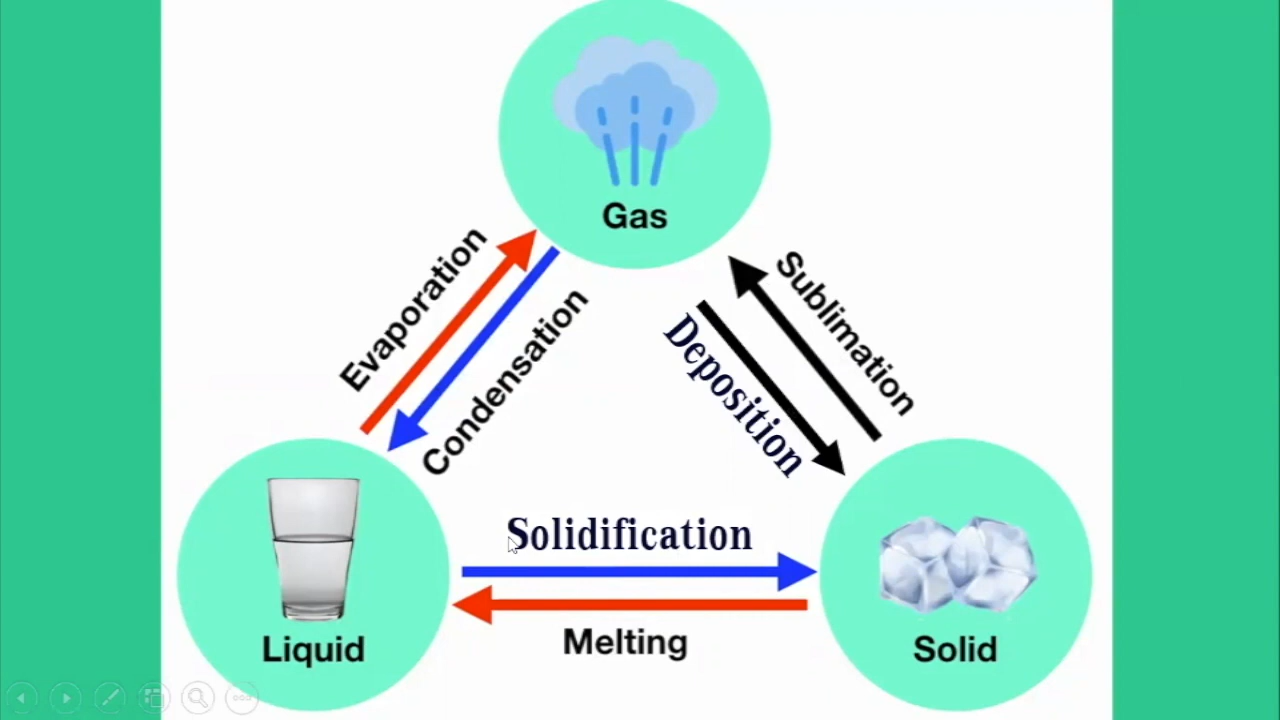 Gas
Evaporation
Condensation
Sublimation
Deposition
Solidification
Melting
Liquid
Solid